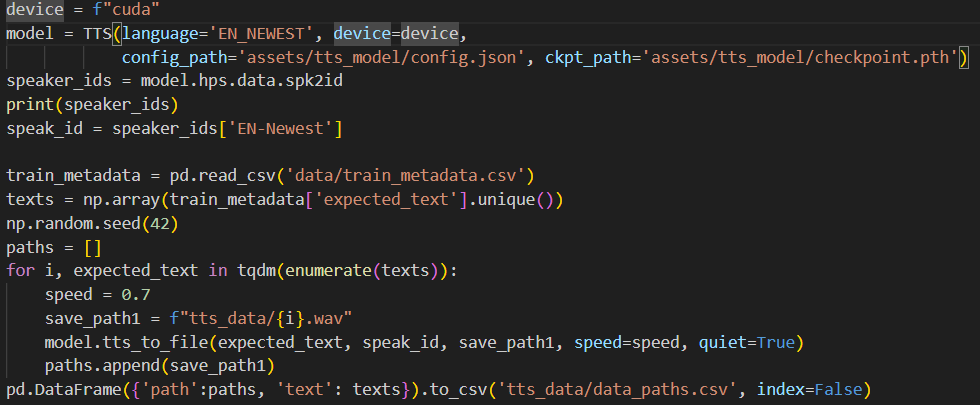 device = f"cuda"
model = TTS(language='EN_NEWEST', device=device,
            config_path='assets/tts_model/config.json', ckpt_path='assets/tts_model/checkpoint.pth')
speaker_ids = model.hps.data.spk2id
print(speaker_ids)
speak_id = speaker_ids['EN-Newest']

train_metadata = pd.read_csv('data/train_metadata.csv')
texts = np.array(train_metadata['expected_text'].unique())
np.random.seed(42)
paths = []
for i, expected_text in tqdm(enumerate(texts)):
    speed = 0.7
    save_path1 = f"tts_data/{i}.wav"
    model.tts_to_file(expected_text, speak_id, save_path1, speed=speed, quiet=True)
    paths.append(save_path1)
pd.DataFrame({'path':paths, 'text': texts}).to_csv('tts_data/data_paths.csv', index=False)